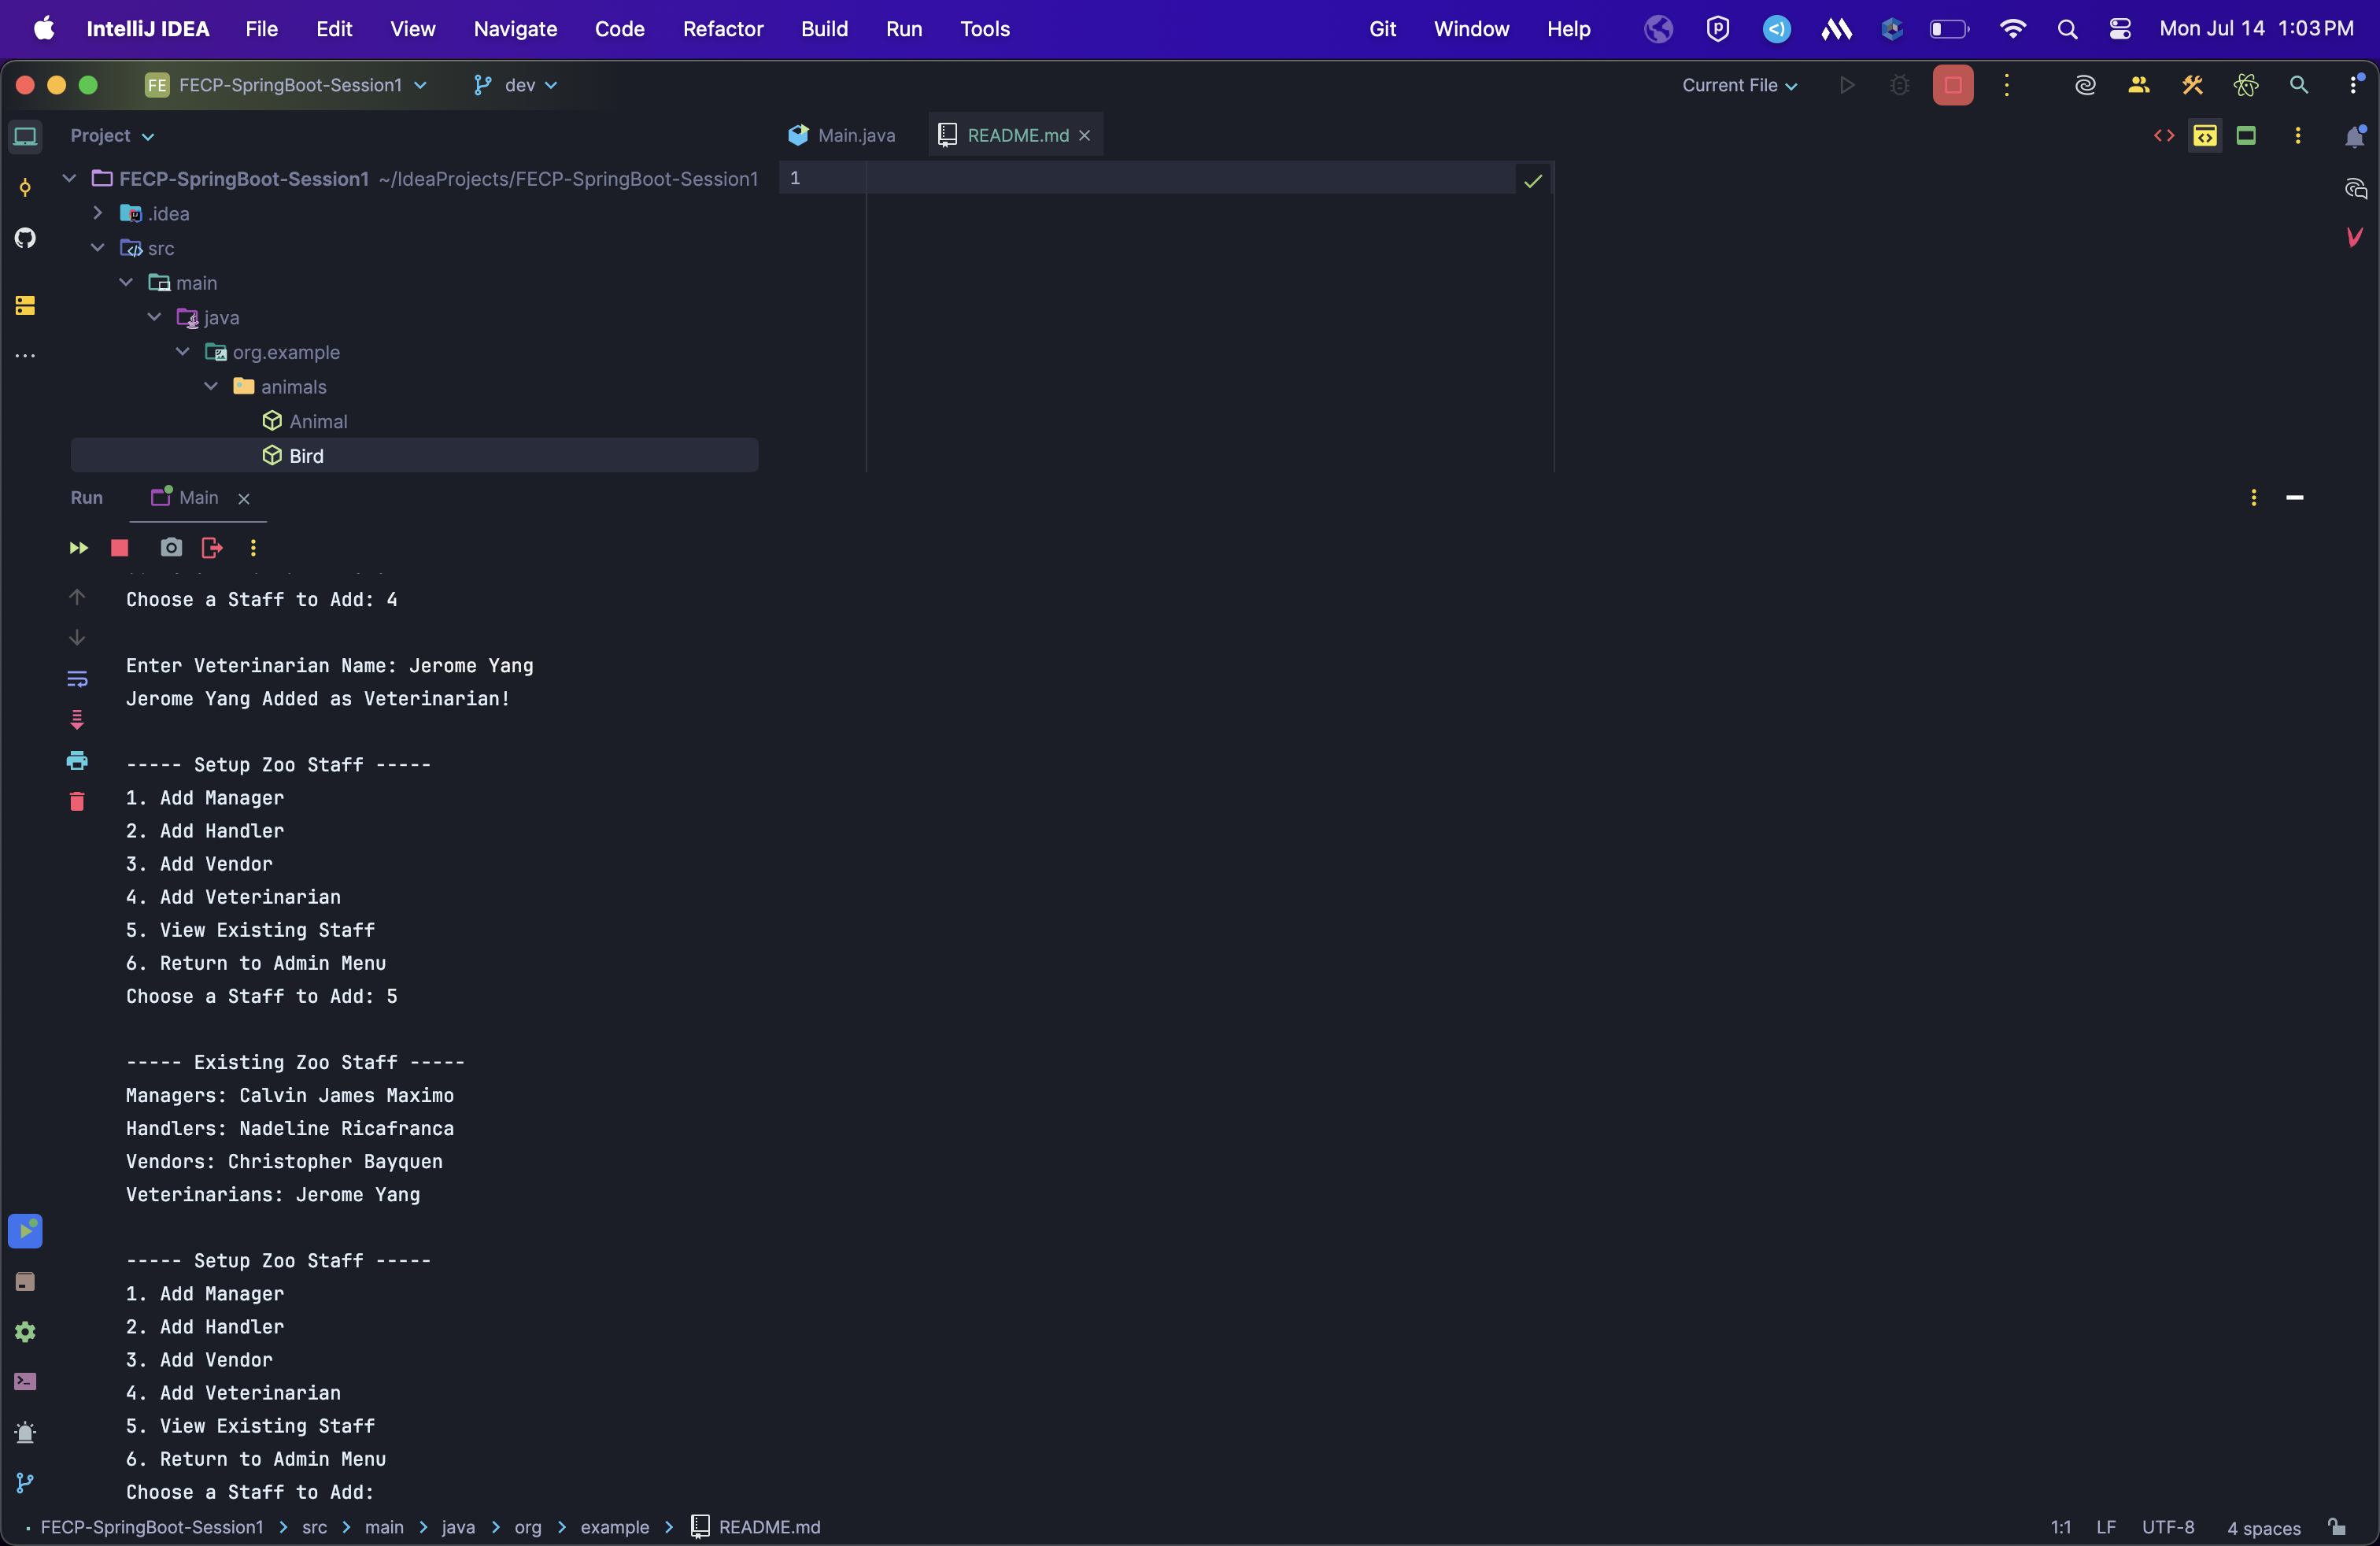 IntelliJ IDEA File Edit View Navigate Code Refactor Build Run Tools Git Window Help Mon Jul 14 1:03 PM
FE FECP-SpringBoot-Session1 dev Current File
Project Main.java README.md
FECP-SpringBoot-Session1 ~/IdeaProjects/FECP-SpringBoot-Session1
1
.idea
src
main
java
org.example
animals
Animal
Bird
Run Main
Choose a Staff to Add: 4
Enter Veterinarian Name: Jerome Yang
Jerome Yang Added as Veterinarian!
----- Setup Zoo Staff -----
1. Add Manager
2. Add Handler
3. Add Vendor
4. Add Veterinarian
5. View Existing Staff
6. Return to Admin Menu
Choose a Staff to Add: 5
----- Existing Zoo Staff -----
Managers: Calvin James Maximo
Handlers: Nadeline Ricafranca
Vendors: Christopher Bayquen
Veterinarians: Jerome Yang
----- Setup Zoo Staff -----
1. Add Manager
2. Add Handler
3. Add Vendor
4. Add Veterinarian
5. View Existing Staff
6. Return to Admin Menu
Choose a Staff to Add:
FECP-SpringBoot-Session1 > src > main > java > org > example > README.md 1:1 LF UTF-8 4 spaces